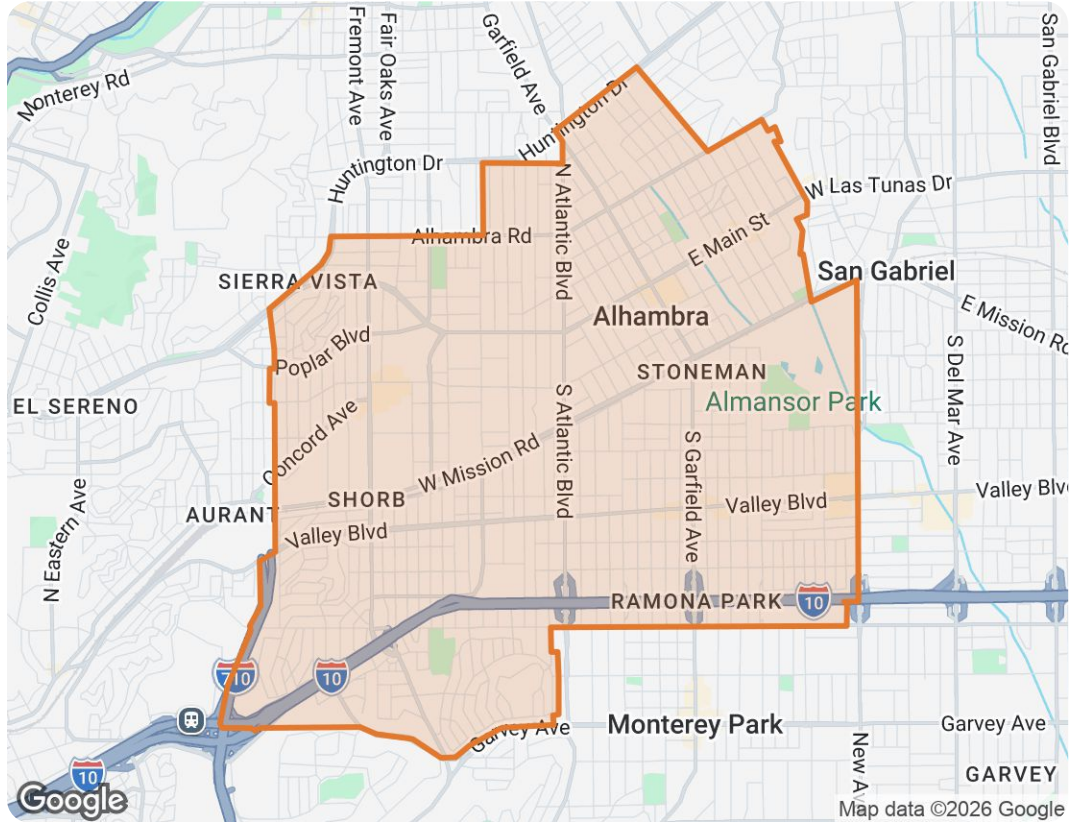 Monterey Rd
Fremont Ave
Fair Oaks Ave
Garfield Ave
San Gabriel Blvd
Huntington Dr
Huntington Dr
N Atlantic Blvd
W Las Tunas Dr
Alhambra Rd
E Main St
Collis Ave
SIERRA VISTA
San Gabriel
Alhambra
E Mission Rd
Poplar Blvd
STONEMAN
S Del Mar Ave
EL SERENO
Almansor Park
Concord Ave
S Atlantic Blvd
W Mission Rd
S Garfield Ave
SHORB
Valley Blvd
Valley Blv
AURANT
Valley Blvd
N Eastern Ave
RAMONA PARK
10
710
10
Garvey Ave
Monterey Park
Garvey Ave
New Av
GARVEY
10
Google
Map data ©2026 Google